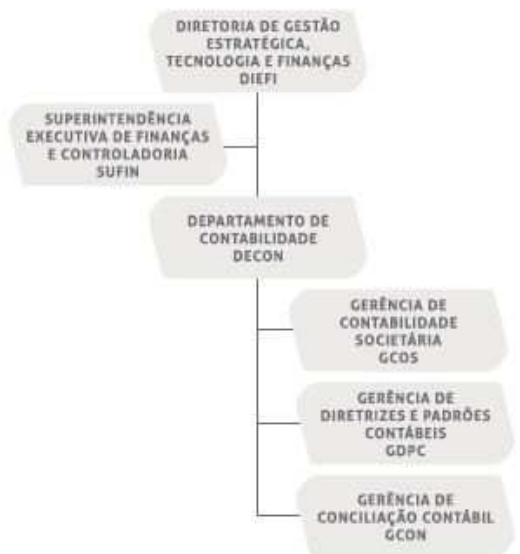 DIRETORIA DE GESTÃO
ESTRATÉGICA,
TECNOLOGIA E FINANÇAS
DIEFI
SUPERINTENDÊNCIA
EXECUTIVA DE FINANÇAS
E CONTROLADORIA
SUFIN
DEPARTAMENTO DE
CONTABILIDADE
DECON
GERÊNCIA DE
CONTABILIDADE
SOCIETÁRIA
GCOS
GERÊNCIA DE
DIRETRIZES E PADRÕES
CONTÁBEIS
GDPC
GERÊNCIA DE
CONCILIAÇÃO CONTÁBIL
GCON